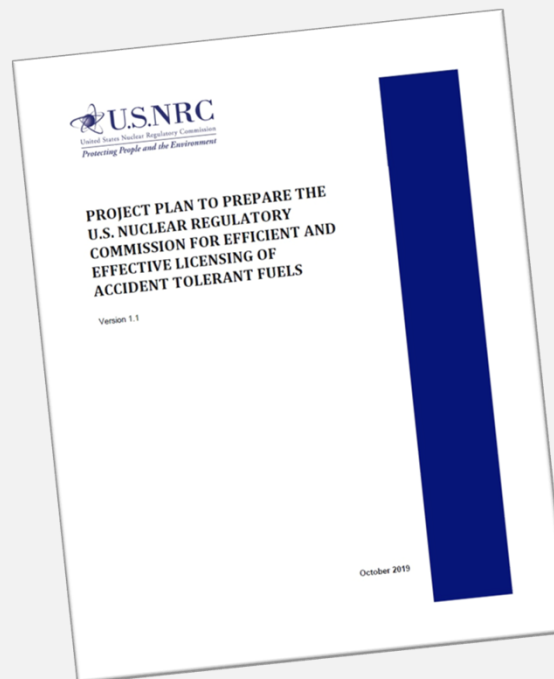 U.S.NRC
United States Nuclear Regulatory Commission
Protecting People and the Environment
PROJECT PLAN TO PREPARE THE
U.S. NUCLEAR REGULATORY
COMMISSION FOR EFFICIENT AND
EFFECTIVE LICENSING OF
ACCIDENT TOLERANT FUELS
Version 1.1
October 2019